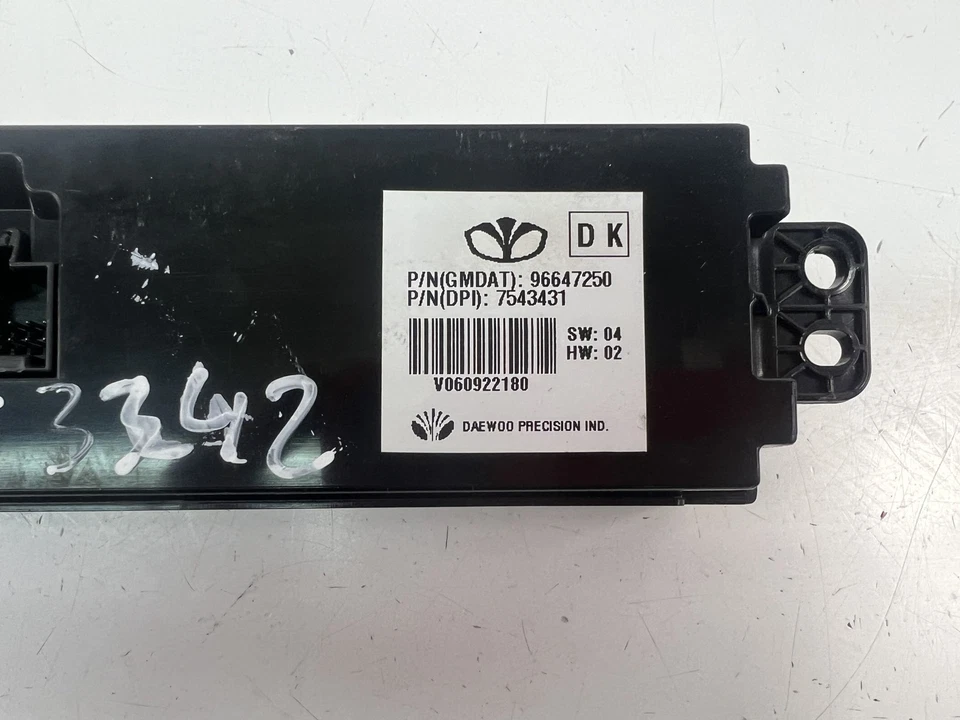 D K
P/N(GMDAT): 96647250
P/N(DPI): 7543431
SW: 04
HW: 02
V060922180
DAEWOO PRECISION IND.
3342